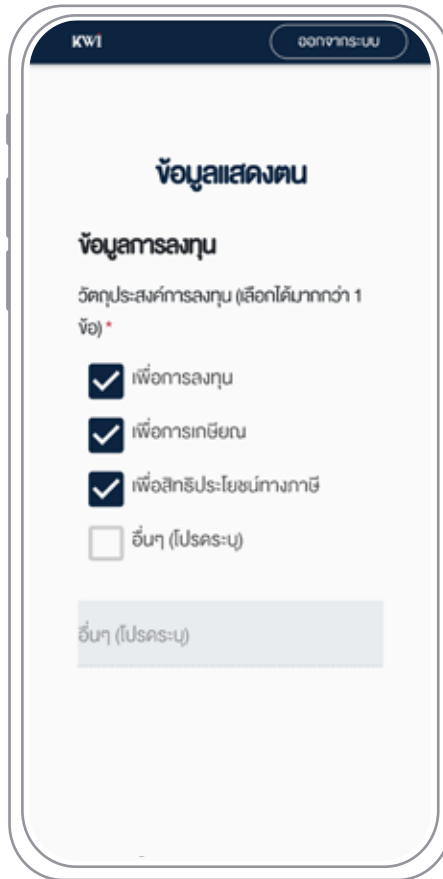 KWI
ออกจากระบบ
ข้อมูลแสดงตน
ข้อมูลการลงทุน
วัตถุประสงค์การลงทุน (เลือกได้มากกว่า 1
ข้อ) *
เพื่อการลงทุน
เพื่อการเกษียณ
เพื่อสิทธิประโยชน์ทางภาษี
อื่นๆ (โปรดระบุ)
อื่นๆ (โปรดระบุ)